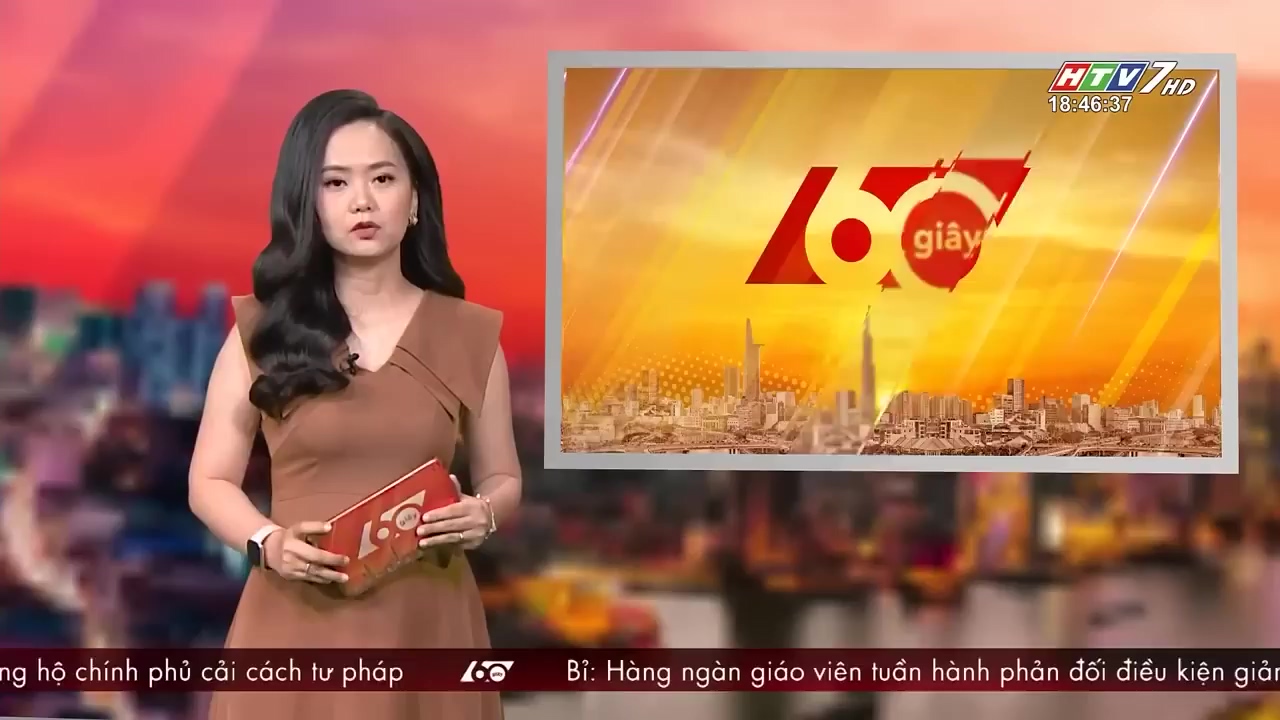 HTV7 HD
18:46:37
60 giây
60 giây
ng hộ chính phủ cải cách tư pháp 60 giây Bỉ: Hàng ngàn giáo viên tuần hành phản đối điều kiện giản